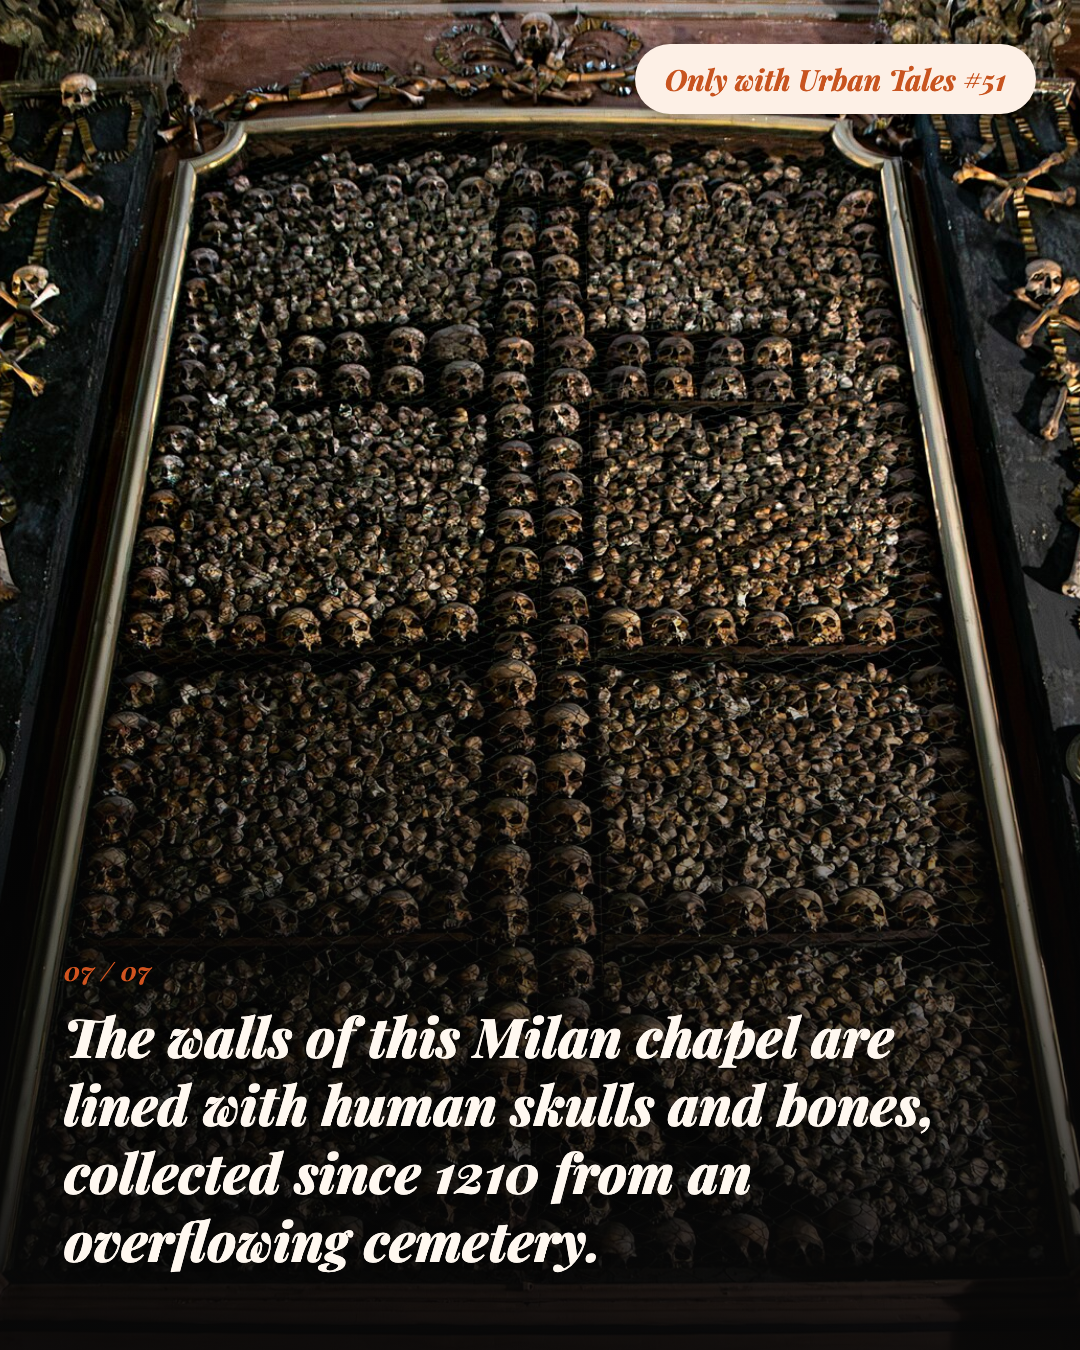 Only with Urban Tales #51
07 / 07
The walls of this Milan chapel are
lined with human skulls and bones,
collected since 1210 from an
overflowing cemetery.